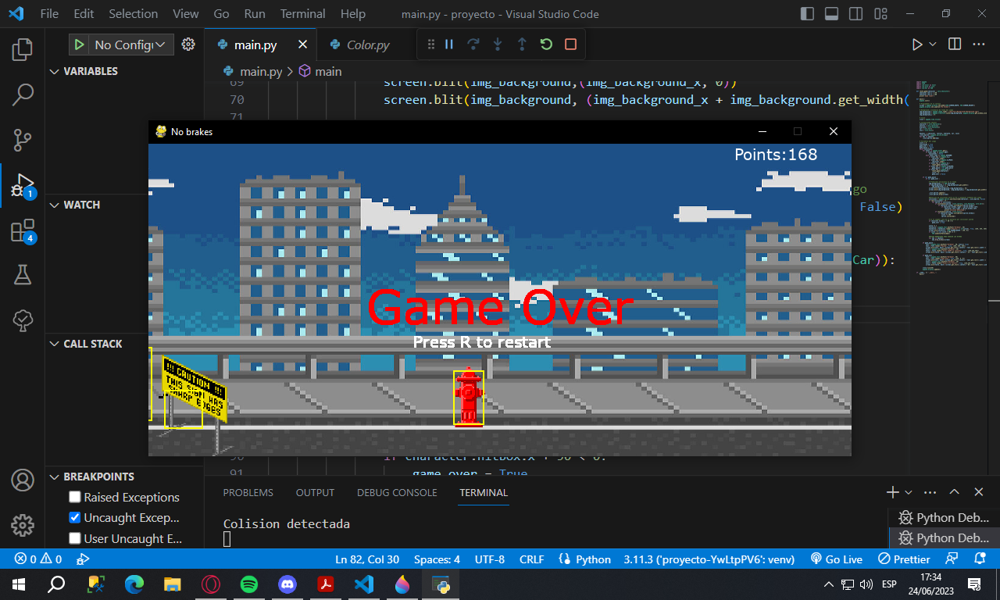 File Edit Selection View Go Run Terminal Help main.py - proyecto - Visual Studio Code
No Config main.py Color.py
VARIABLES
main.py > main
69 screen.blit(img_background,(img_background_x, 0))
70 screen.blit(img_background, (img_background_x + img_background.get_width(
71
No brakes
Points:168
go
WATCH
False)
Car)):
Game Over
Press R to restart
CALL STACK
!!! CAUTION !!!
THIS SIGN HAS
SHARP EDGES
90 if character.hitbox.x + 50 < 0:
91 game_over = True
BREAKPOINTS
Raised Exceptions
Uncaught Excep...
User Uncaught E...
PROBLEMS OUTPUT DEBUG CONSOLE TERMINAL
Colision detectada
Python Deb...
Python Deb...
1
4
0 0 Ln 82, Col 30 Spaces: 4 UTF-8 CRLF Python 3.11.3 ('proyecto-YwLtpPV6': venv) Go Live Prettier
ESP 17:34
24/06/2023